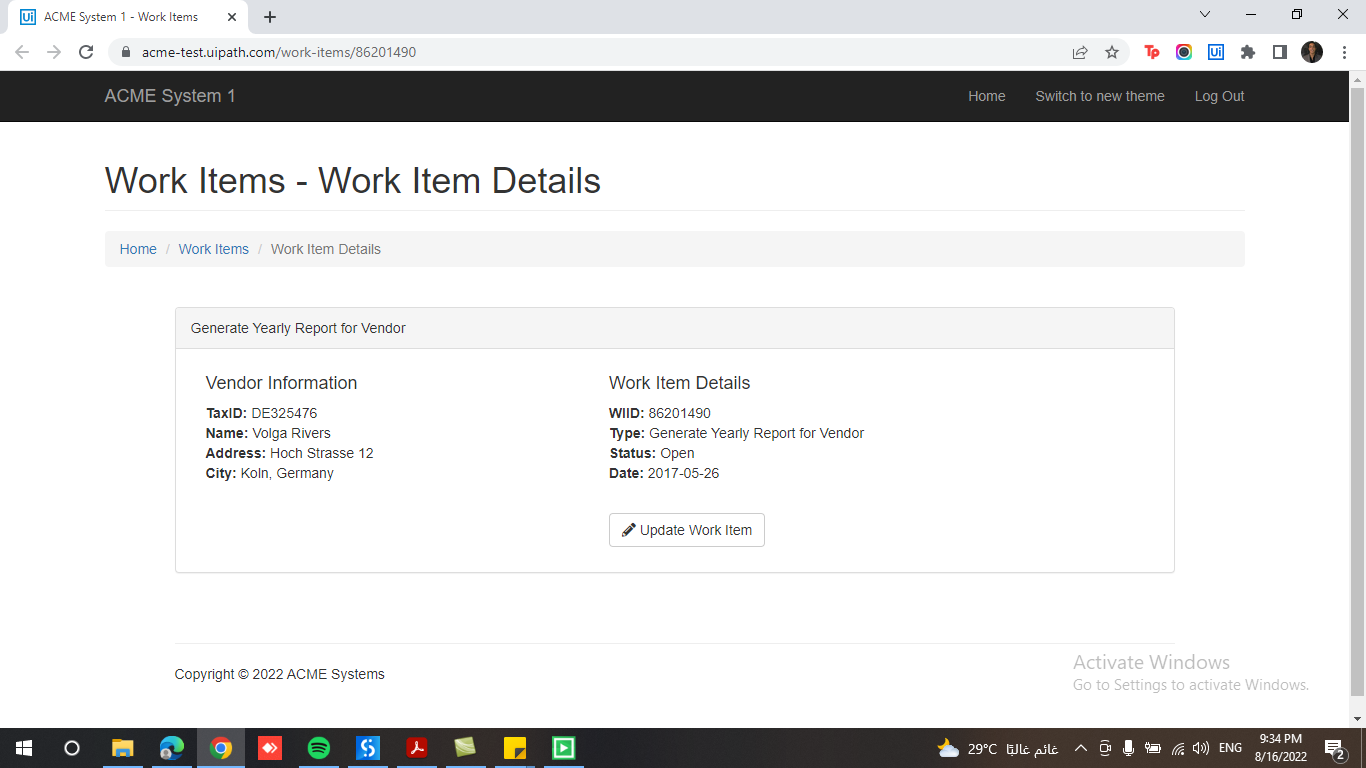 ACME System 1 - Work Items
acme-test.uipath.com/work-items/86201490
Tp
Ui
ACME System 1
Home
Switch to new theme
Log Out
Work Items - Work Item Details
Home / Work Items / Work Item Details
Generate Yearly Report for Vendor
Vendor Information
TaxID: DE325476
Name: Volga Rivers
Address: Hoch Strasse 12
City: Koln, Germany
Work Item Details
WIID: 86201490
Type: Generate Yearly Report for Vendor
Status: Open
Date: 2017-05-26
Update Work Item
Copyright © 2022 ACME Systems
Activate Windows
Go to Settings to activate Windows.
29°C غائم غالبًا
ENG
9:34 PM
8/16/2022
2